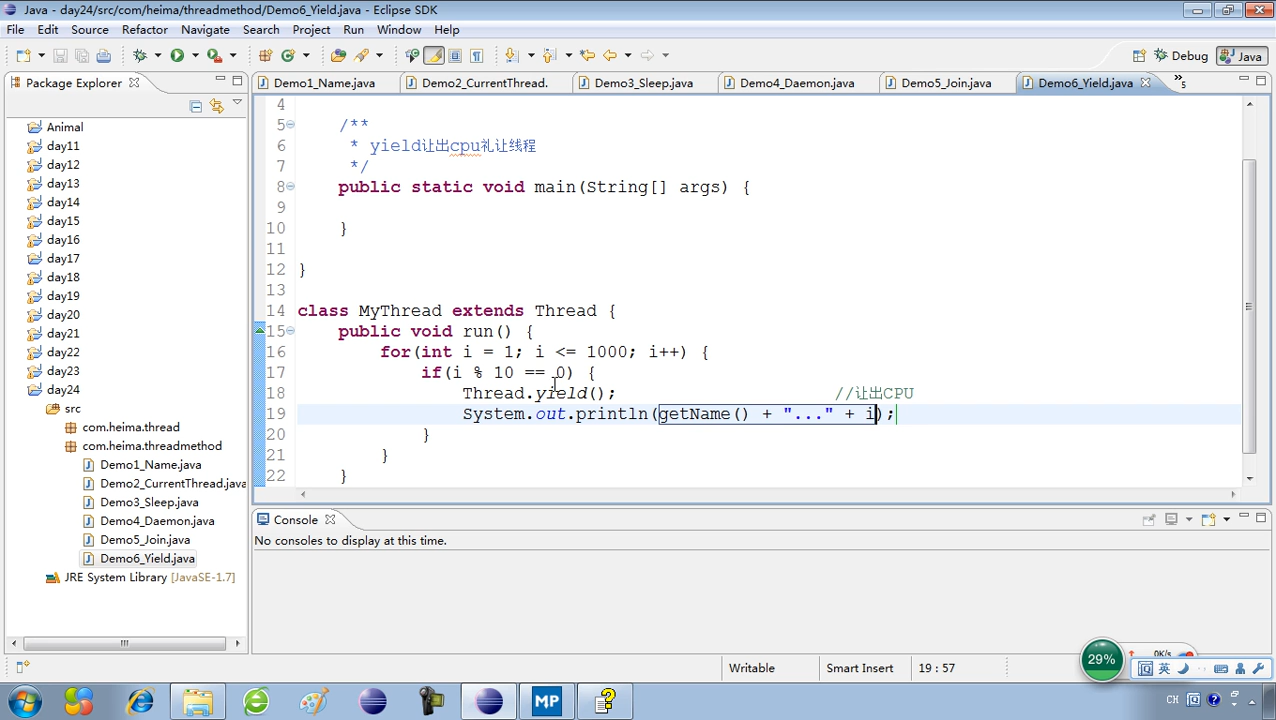 Java - day24/src/com/heima/threadmethod/Demo6_Yield.java - Eclipse SDK
File Edit Source Refactor Navigate Search Project Run Window Help
Debug Java
Package Explorer
Demo1_Name.java Demo2_CurrentThread. Demo3_Sleep.java Demo4_Daemon.java Demo5_Join.java Demo6_Yield.java »5
Animal
day11
day12
day13
day14
day15
day16
day17
day18
day19
day20
day21
day22
day23
day24
src
com.heima.thread
com.heima.threadmethod
Demo1_Name.java
Demo2_CurrentThread.java
Demo3_Sleep.java
Demo4_Daemon.java
Demo5_Join.java
Demo6_Yield.java
JRE System Library [JavaSE-1.7]
4
5 /**
6 * yield让出cpu礼让线程
7 */
8 public static void main(String[] args) {
9
10 }
11
12 }
13
14 class MyThread extends Thread {
15 public void run() {
16 for(int i = 1; i <= 1000; i++) {
17 if(i % 10 == 0) {
18 Thread.yield(); //让出CPU
19 System.out.println(getName() + "..." + i);
20 }
21 }
22 }
Console
No consoles to display at this time.
Writable Smart Insert 19 : 57
29%
0K/s
英
MP
CH